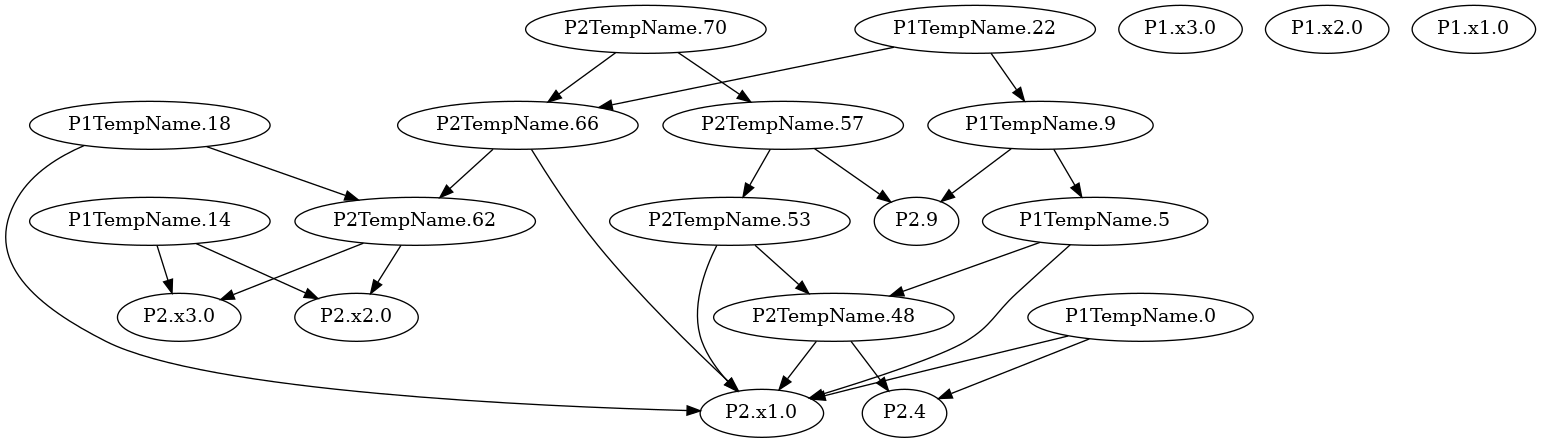 P2TempName.70
P1TempName.22
P1.x3.0
P1.x2.0
P1.x1.0
P1TempName.18
P2TempName.66
P2TempName.57
P1TempName.9
P1TempName.14
P2TempName.62
P2TempName.53
P2.9
P1TempName.5
P2.x3.0
P2.x2.0
P2TempName.48
P1TempName.0
P2.x1.0
P2.4